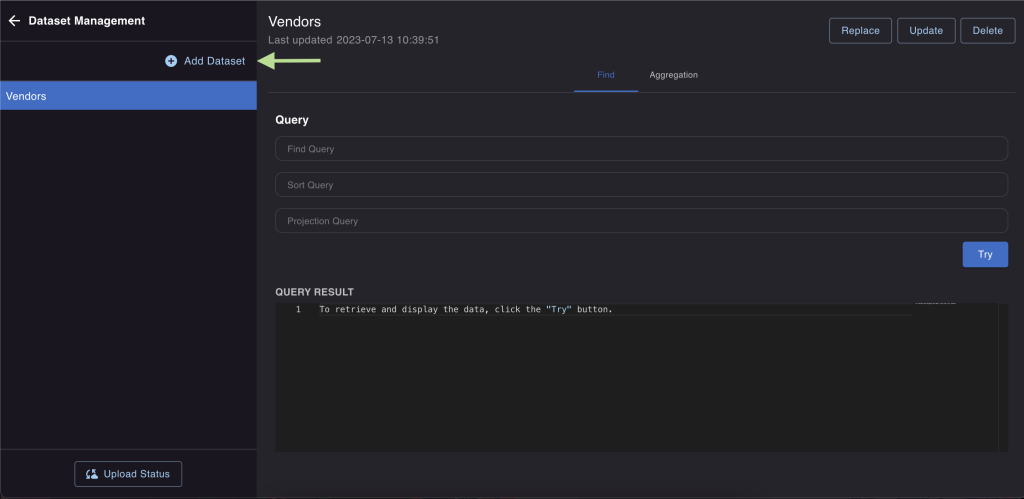 Dataset Management
Add Dataset
Vendors
Upload Status
Vendors
Last updated 2023-07-13 10:39:51
Replace
Update
Delete
Find
Aggregation
Query
Find Query
Sort Query
Projection Query
Try
QUERY RESULT
1 To retrieve and display the data, click the "Try" button.